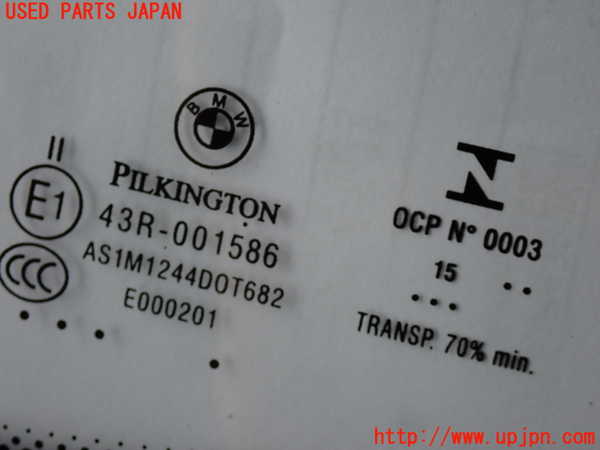 USED PARTS JAPAN
BMW
II
PILKINGTON
E1
43R-001586
CCC
AS1M1244DOT682
E000201
OCP Nº 0003
15
TRANSP. 70% min.
http://www.upjpn.com/